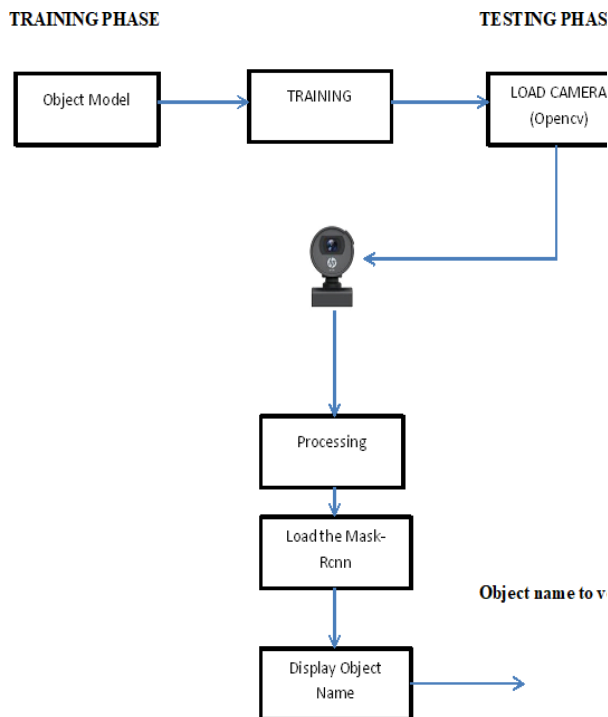 TRAINING PHASE
TESTING PHAS
Object Model
TRAINING
LOAD CAMERA
(Opencv)
hp
Processing
Load the Mask-
Rcnn
Object name to v
Display Object
Name